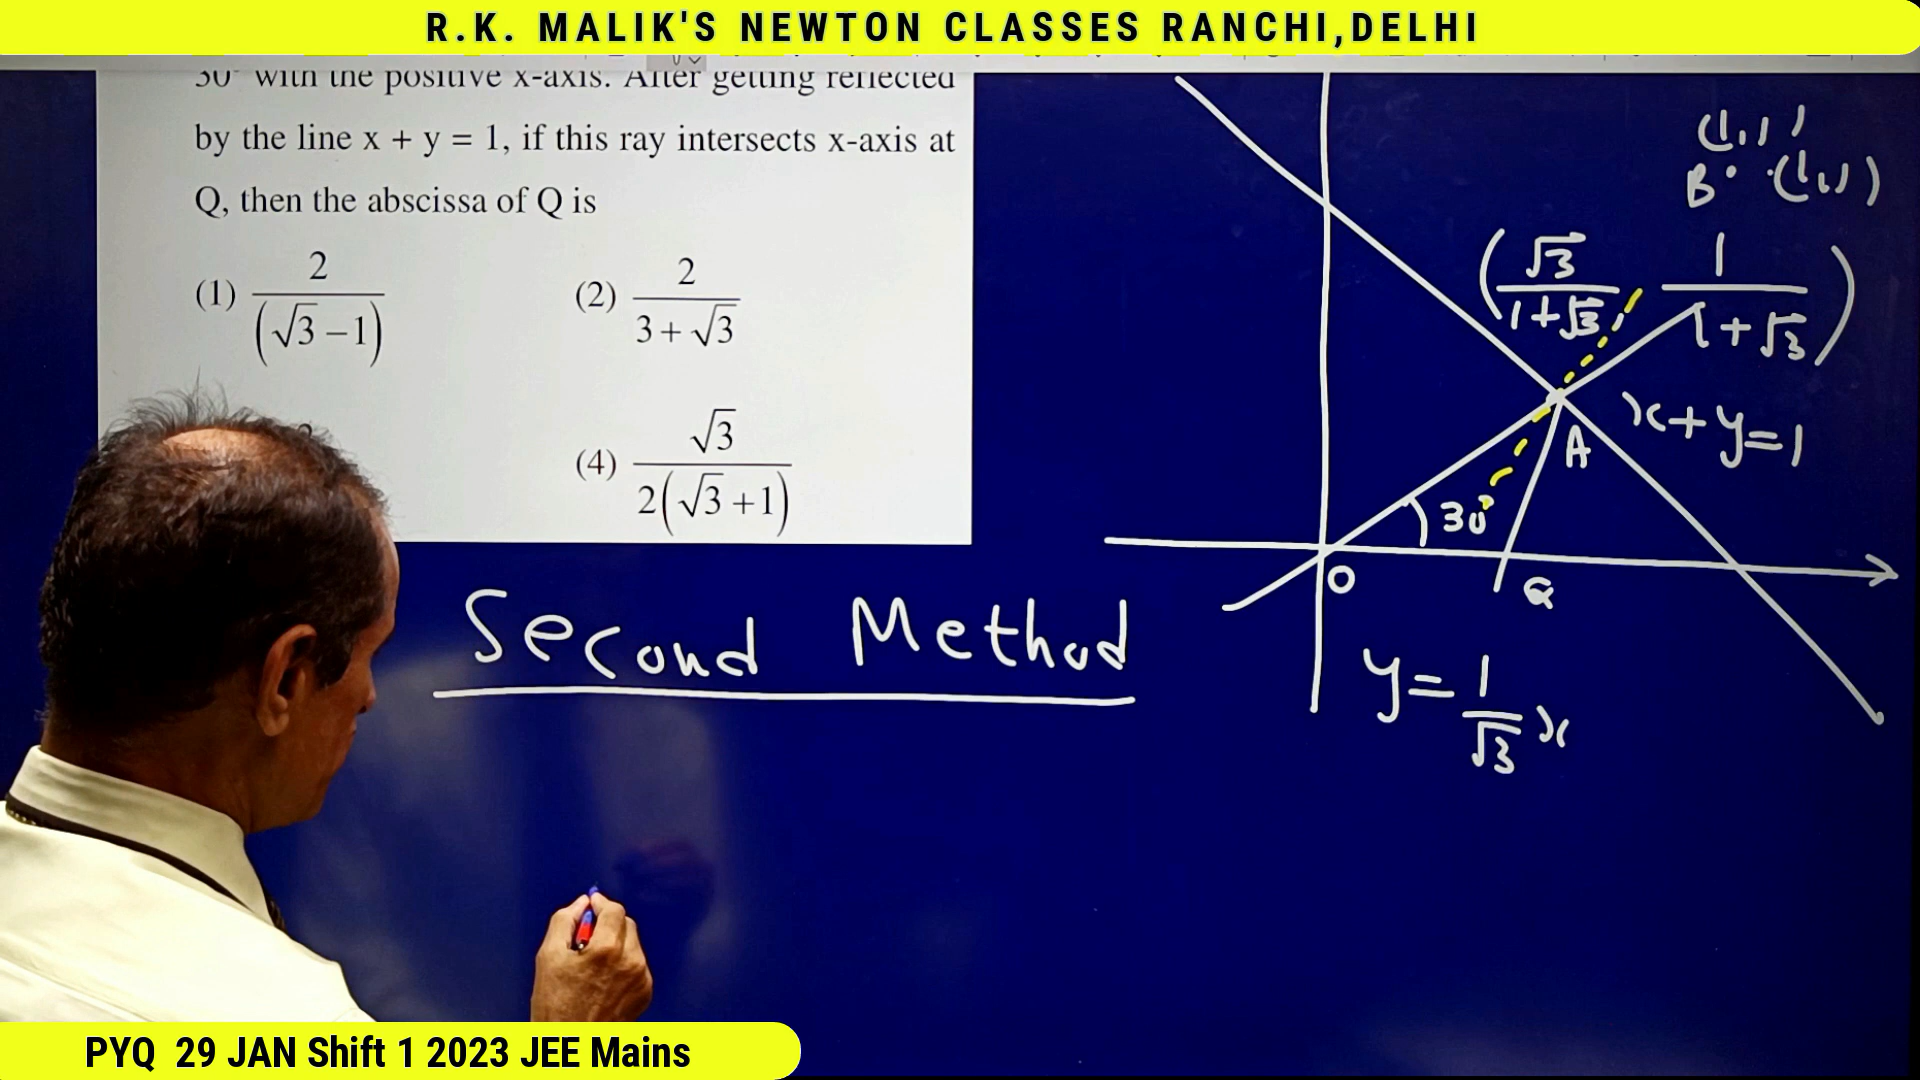 R.K. MALIK'S NEWTON CLASSES RANCHI,DELHI
30° with the positive x-axis. After getting reflected
by the line x + y = 1, if this ray intersects x-axis at
Q, then the abscissa of Q is
(1) 2/(√3 – 1)
(2) 2/(3 + √3)
(4) √3/(2(√3 + 1))
Second Method
(1,1)
B (1,1)
(√3/(1+√3), 1/(1+√3))
x+y=1
A
30°
O
Q
y = 1/√3 x
PYQ 29 JAN Shift 1 2023 JEE Mains